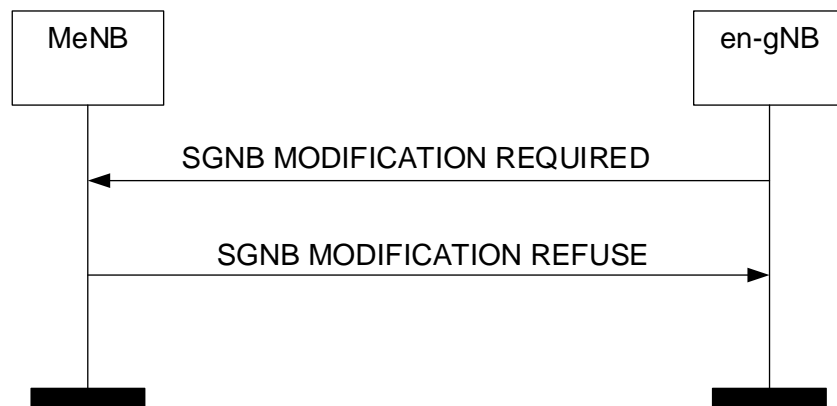 MeNB
en-gNB
SGNB MODIFICATION REQUIRED
SGNB MODIFICATION REFUSE